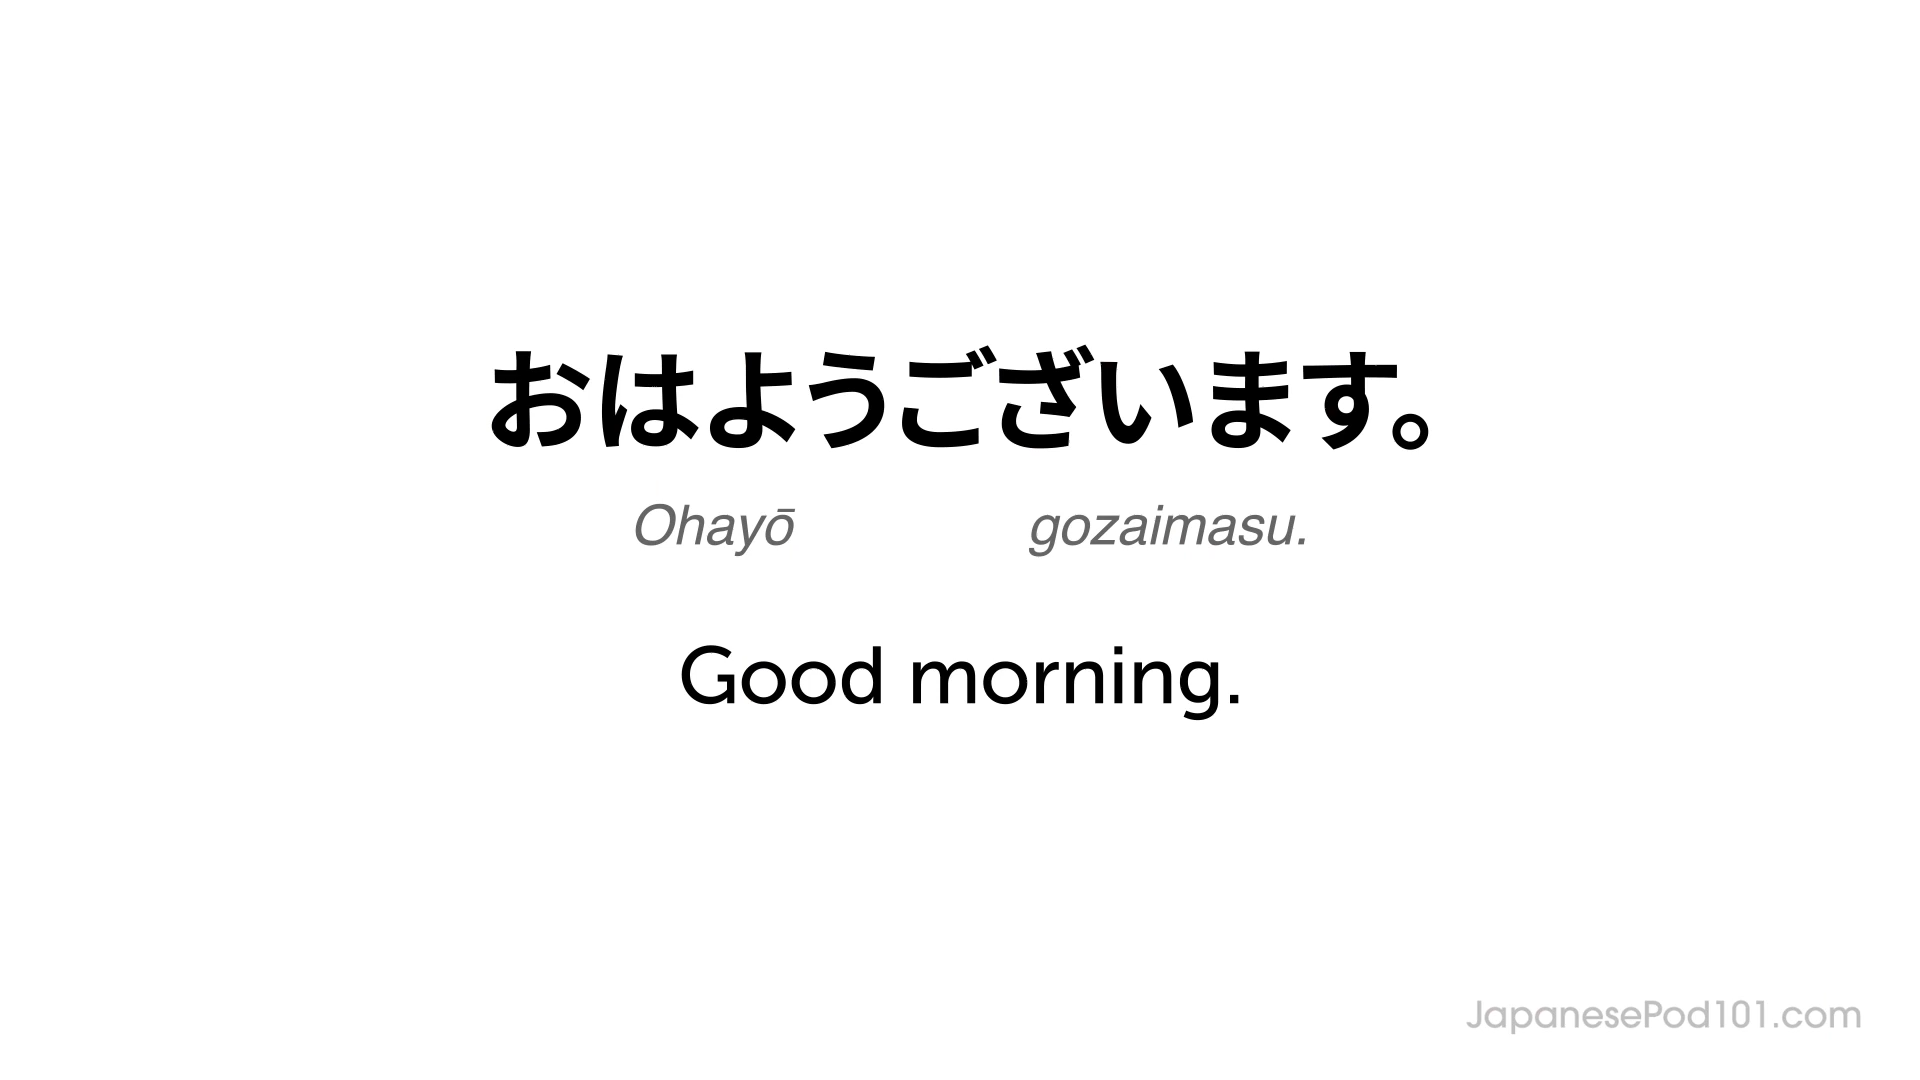 おはようございます。
Ohayō gozaimasu.
Good morning.
JapanesePod101.com